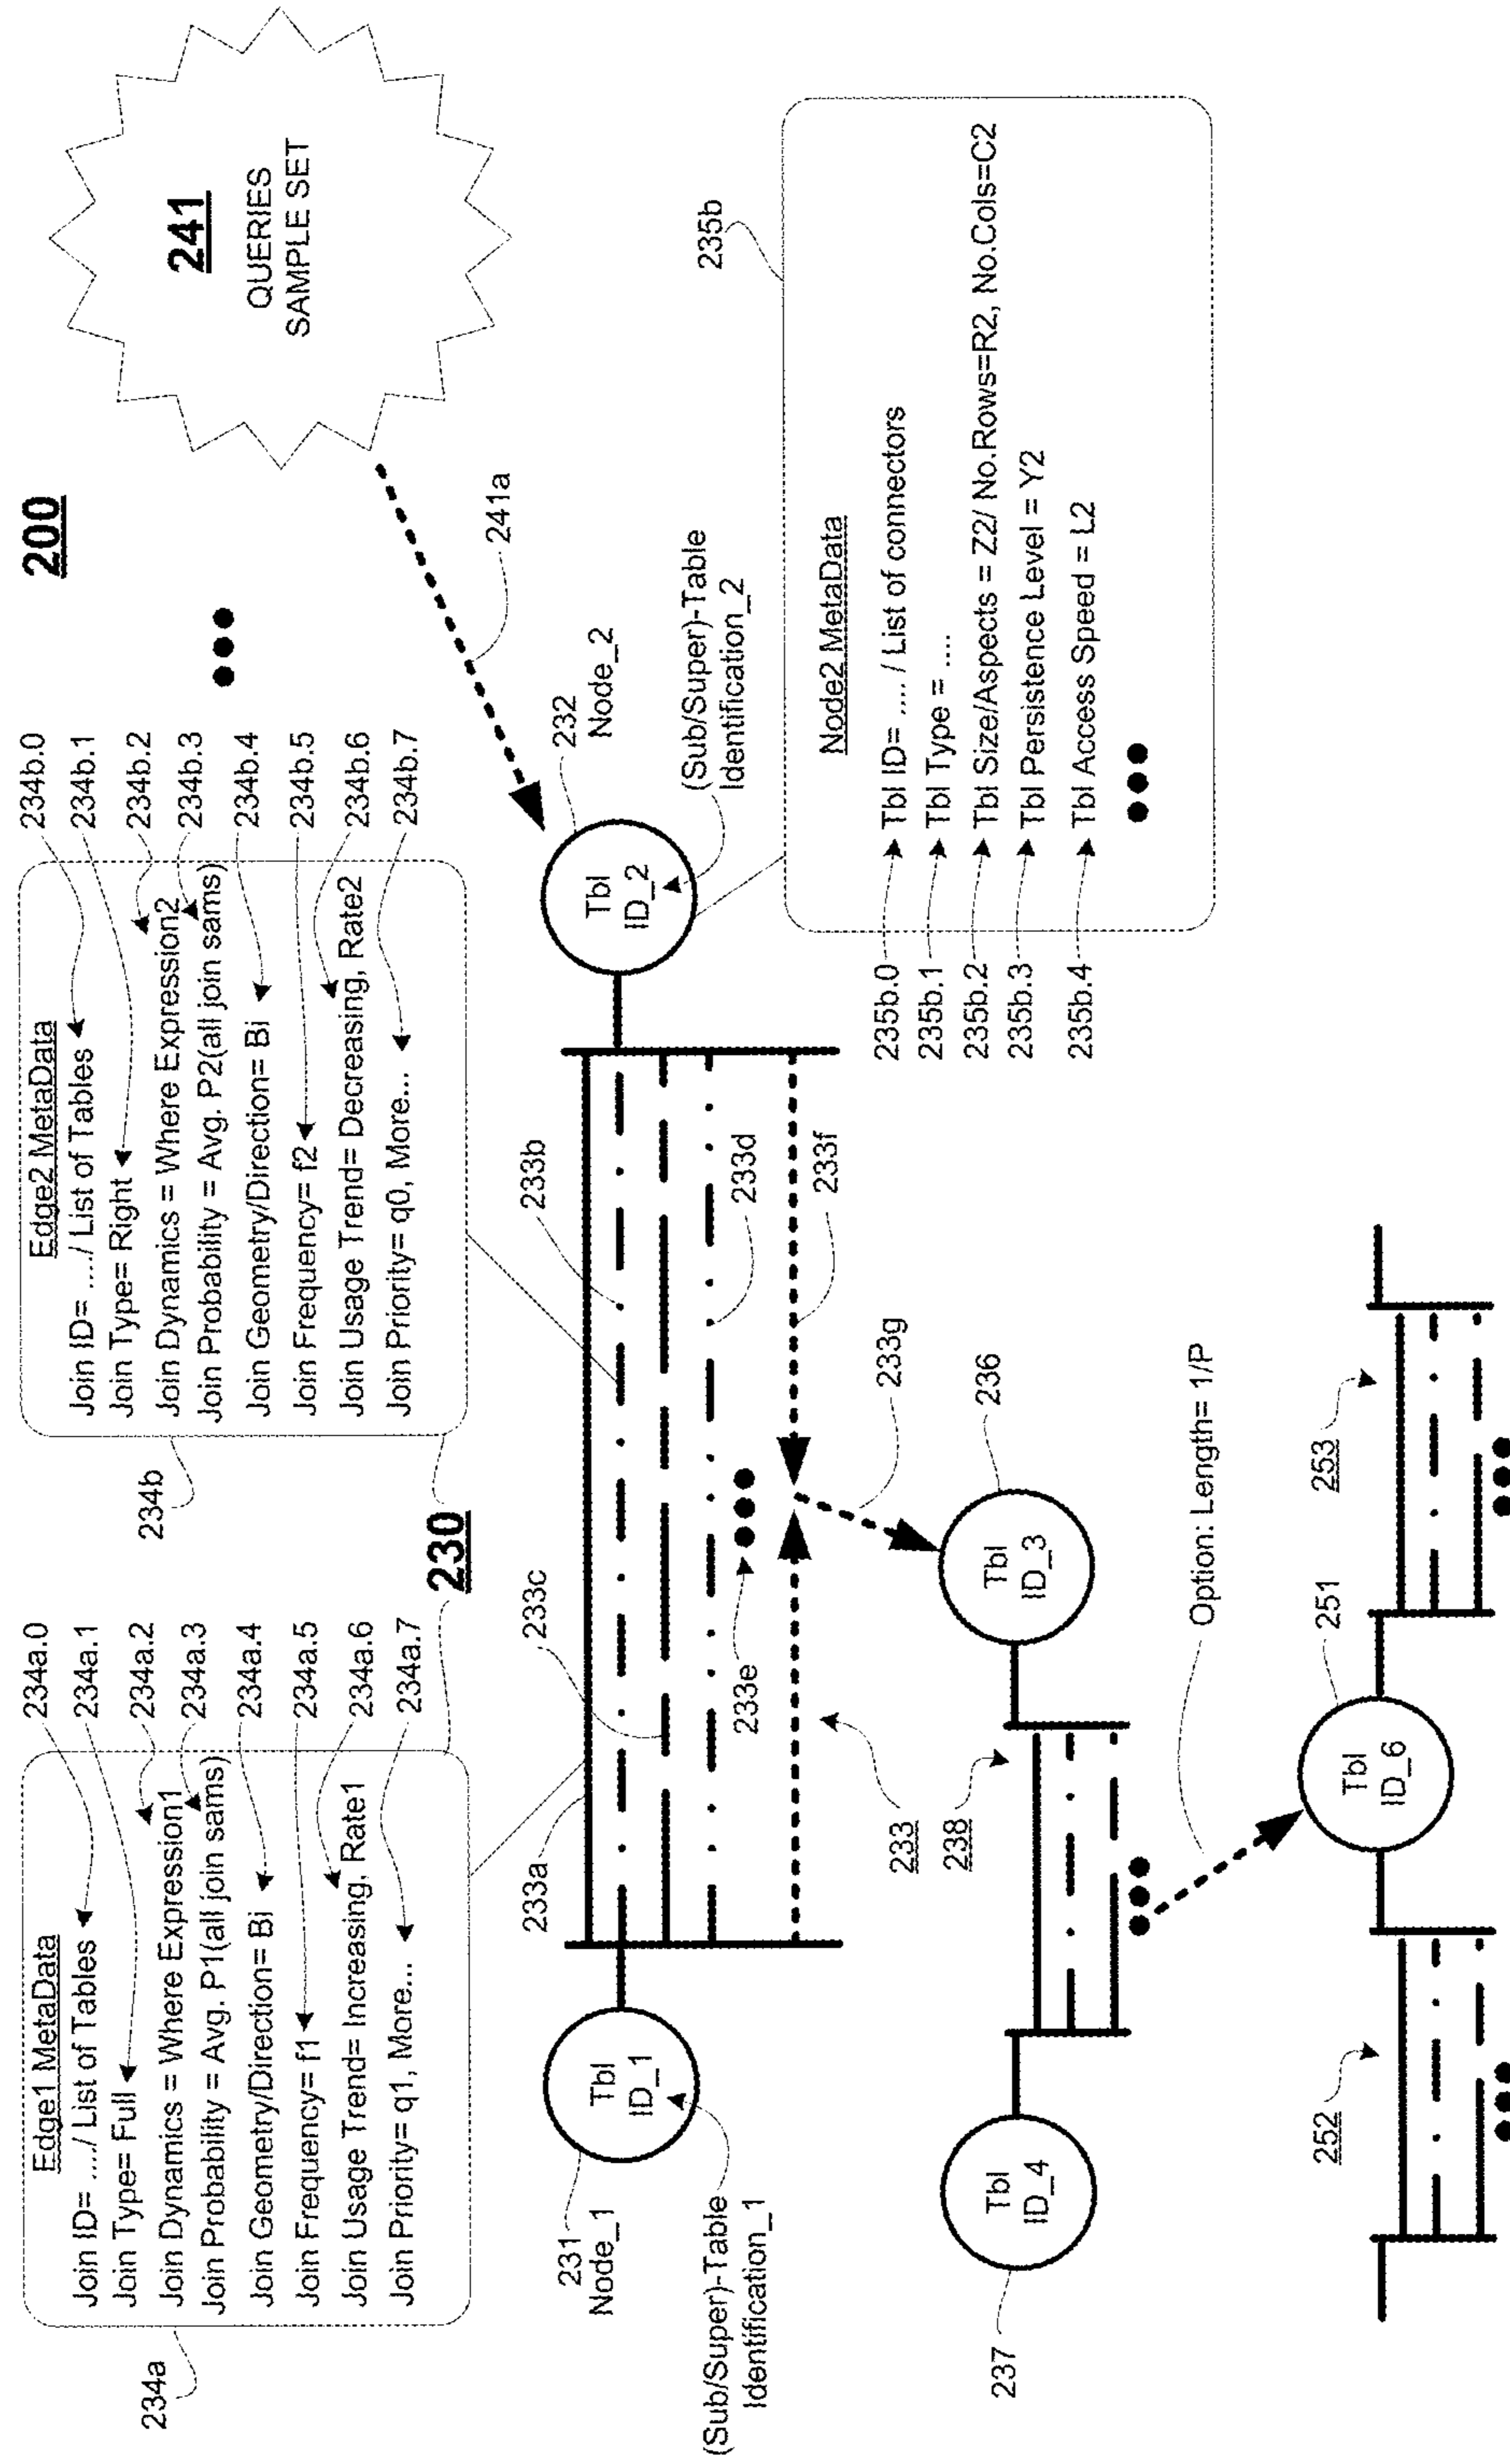 200
234a
Edge1 MetaData
Join ID= ..../ List of Tables
Join Type= Full
Join Dynamics = Where Expression1
Join Probability = Avg. P1(all join sams)
Join Geometry/Direction= Bi
Join Frequency= f1
Join Usage Trend= Increasing, Rate1
Join Priority= q1, More...
234a.0
234a.1
234a.2
234a.3
234a.4
234a.5
234a.6
234a.7
230
234b
Edge2 MetaData
Join ID= ..../ List of Tables
Join Type= Right
Join Dynamics = Where Expression2
Join Probability = Avg. P2(all join sams)
Join Geometry/Direction= Bi
Join Frequency= f2
Join Usage Trend= Decreasing, Rate2
Join Priority= q0, More...
234b.0
234b.1
234b.2
234b.3
234b.4
234b.5
234b.6
234b.7
241
QUERIES
SAMPLE SET
241a
231
Node_1
Tbl
ID_1
(Sub/Super)-Table
Identification_1
233a
233c
233b
233d
233e
233f
233g
233
232
Node_2
Tbl
ID_2
(Sub/Super)-Table
Identification_2
235b
Node2 MetaData
235b.0 Tbl ID= .... / List of connectors
235b.1 Tbl Type = ....
235b.2 Tbl Size/Aspects = Z2/ No.Rows=R2, No.Cols=C2
235b.3 Tbl Persistence Level = Y2
235b.4 Tbl Access Speed = L2
237
Tbl
ID_4
238
Tbl
ID_3
236
Option: Length= 1/P
252
Tbl
ID_6
251
253